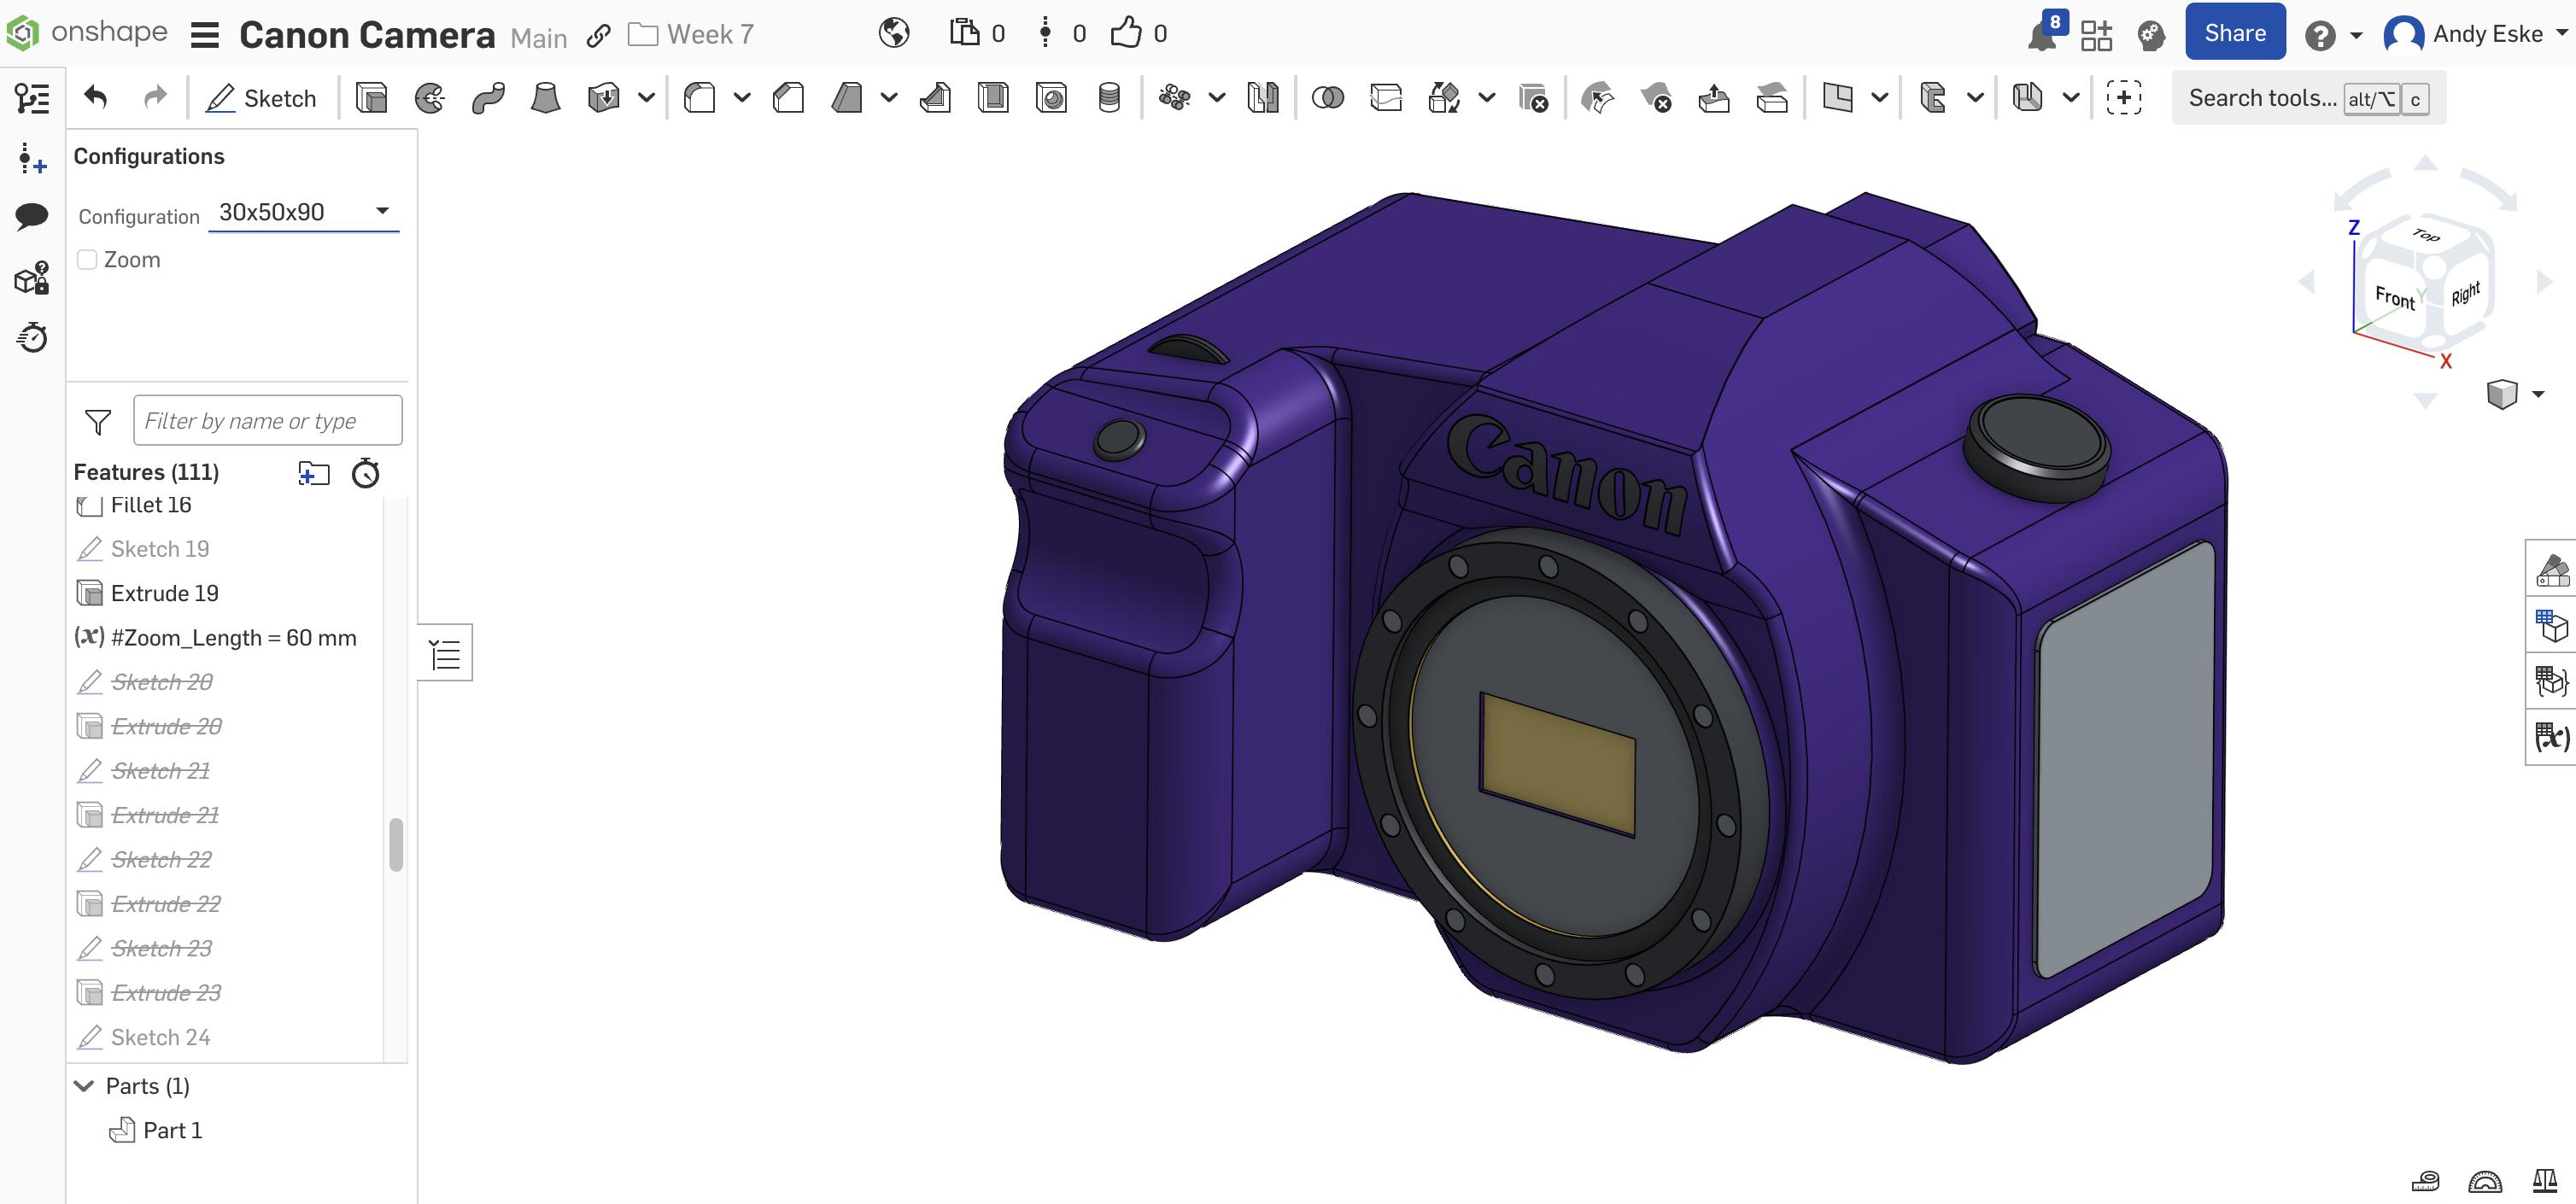 onshape Canon Camera Main Week 7 0 0 0 8 Share Andy Eske
Sketch Search tools... alt/⌥ c
Configurations
Configuration 30x50x90
Zoom
Filter by name or type
Features (111)
Fillet 16
Sketch 19
Extrude 19
(x) #Zoom_Length = 60 mm
Sketch 20
Extrude 20
Sketch 21
Extrude 21
Sketch 22
Extrude 22
Sketch 23
Extrude 23
Sketch 24
Parts (1)
Part 1
Canon
Z
Top
Front
Y
Right
X
(x)